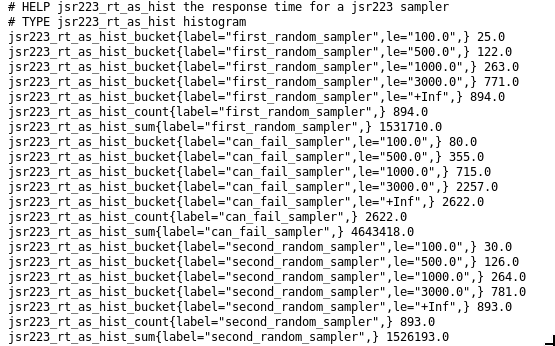 # HELP jsr223_rt_as_hist the response time for a jsr223 sampler
# TYPE jsr223_rt_as_hist histogram
jsr223_rt_as_hist_bucket{label="first_random_sampler",le="100.0",} 25.0
jsr223_rt_as_hist_bucket{label="first_random_sampler",le="500.0",} 122.0
jsr223_rt_as_hist_bucket{label="first_random_sampler",le="1000.0",} 263.0
jsr223_rt_as_hist_bucket{label="first_random_sampler",le="3000.0",} 771.0
jsr223_rt_as_hist_bucket{label="first_random_sampler",le="+Inf",} 894.0
jsr223_rt_as_hist_count{label="first_random_sampler",} 894.0
jsr223_rt_as_hist_sum{label="first_random_sampler",} 1531710.0
jsr223_rt_as_hist_bucket{label="can_fail_sampler",le="100.0",} 80.0
jsr223_rt_as_hist_bucket{label="can_fail_sampler",le="500.0",} 355.0
jsr223_rt_as_hist_bucket{label="can_fail_sampler",le="1000.0",} 715.0
jsr223_rt_as_hist_bucket{label="can_fail_sampler",le="3000.0",} 2257.0
jsr223_rt_as_hist_bucket{label="can_fail_sampler",le="+Inf",} 2622.0
jsr223_rt_as_hist_count{label="can_fail_sampler",} 2622.0
jsr223_rt_as_hist_sum{label="can_fail_sampler",} 4643418.0
jsr223_rt_as_hist_bucket{label="second_random_sampler",le="100.0",} 30.0
jsr223_rt_as_hist_bucket{label="second_random_sampler",le="500.0",} 126.0
jsr223_rt_as_hist_bucket{label="second_random_sampler",le="1000.0",} 264.0
jsr223_rt_as_hist_bucket{label="second_random_sampler",le="3000.0",} 781.0
jsr223_rt_as_hist_bucket{label="second_random_sampler",le="+Inf",} 893.0
jsr223_rt_as_hist_count{label="second_random_sampler",} 893.0
jsr223_rt_as_hist_sum{label="second_random_sampler",} 1526193.0